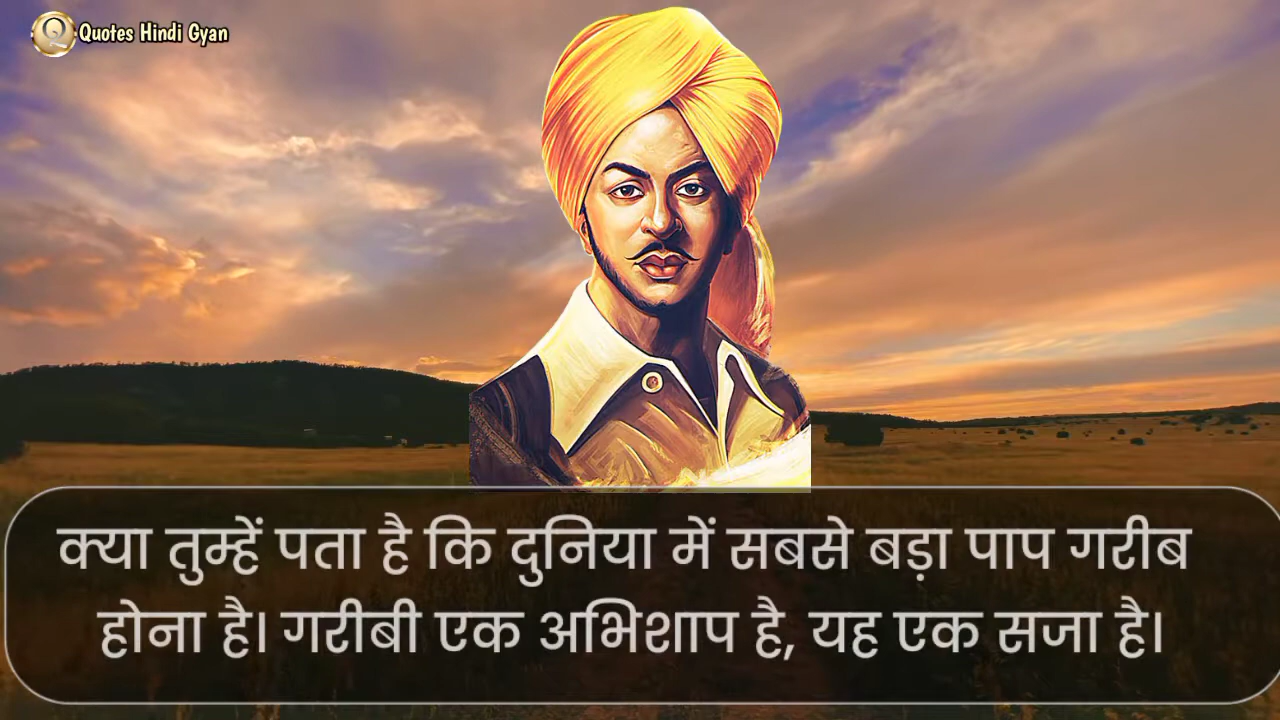 Quotes Hindi Gyan
क्या तुम्हें पता है कि दुनिया में सबसे बड़ा पाप गरीब
होना है। गरीबी एक अभिशाप है, यह एक सजा है।